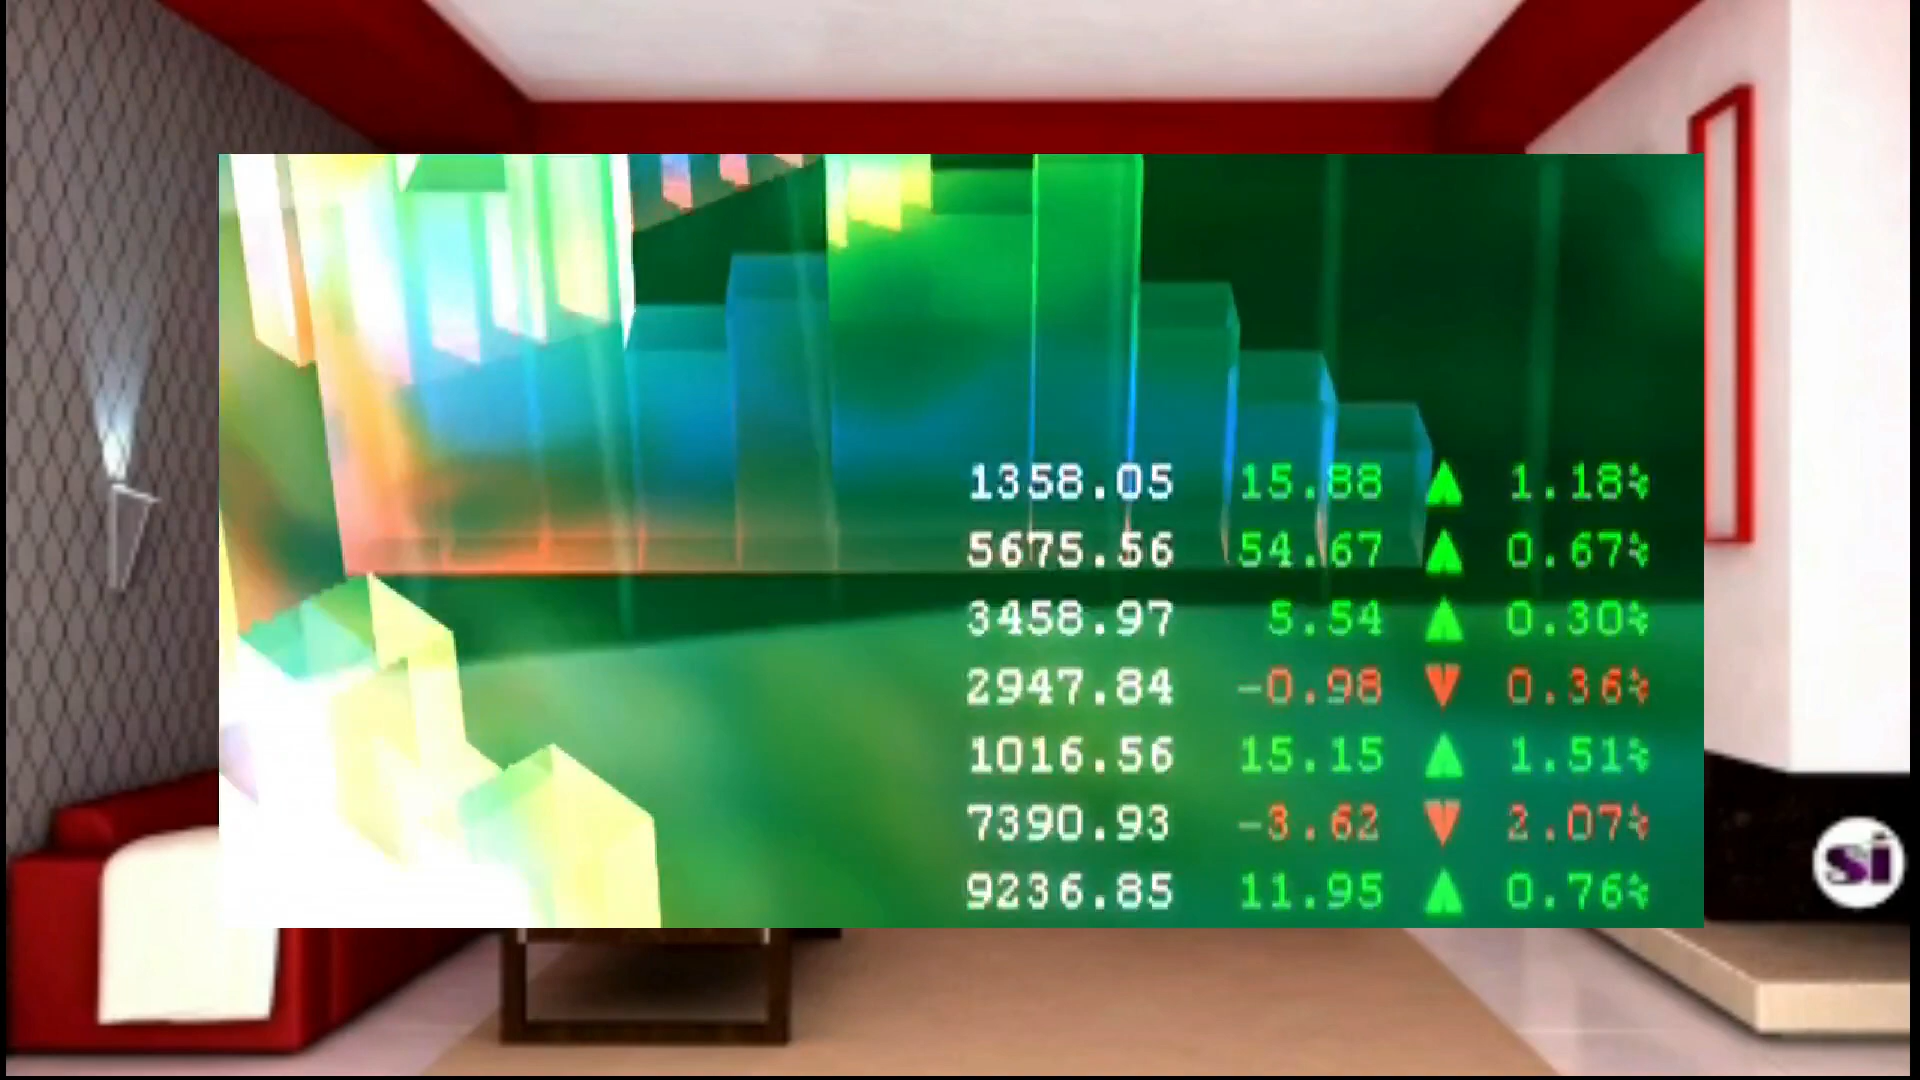 1358.05 15.88 ▲ 1.18%
5675.56 54.67 ▲ 0.67%
3458.97 5.54 ▲ 0.30%
2947.84 -0.98 ▼ 0.36%
1016.56 15.15 ▲ 1.51%
7390.93 -3.62 ▼ 2.07%
9236.85 11.95 ▲ 0.76%
si